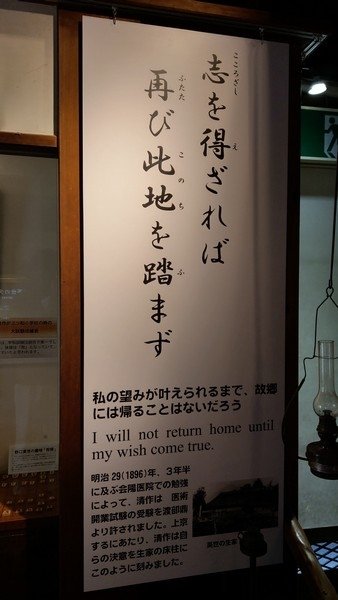 志を得ざれば
再び此地を踏まず
こころざし
え
ふたた
このち
ふ
私の望みが叶えられるまで、故郷
には帰ることはないだろう
I will not return home until
my wish come true.
明治29(1896)年、3年半
に及ぶ会陽医院での勉強
によって、清作は 医術
開業試験の受験を渡部鼎
より許されました。上京
するにあたり、清作は自
らの決意を生家の床柱に
このように刻みました。
英世の生家